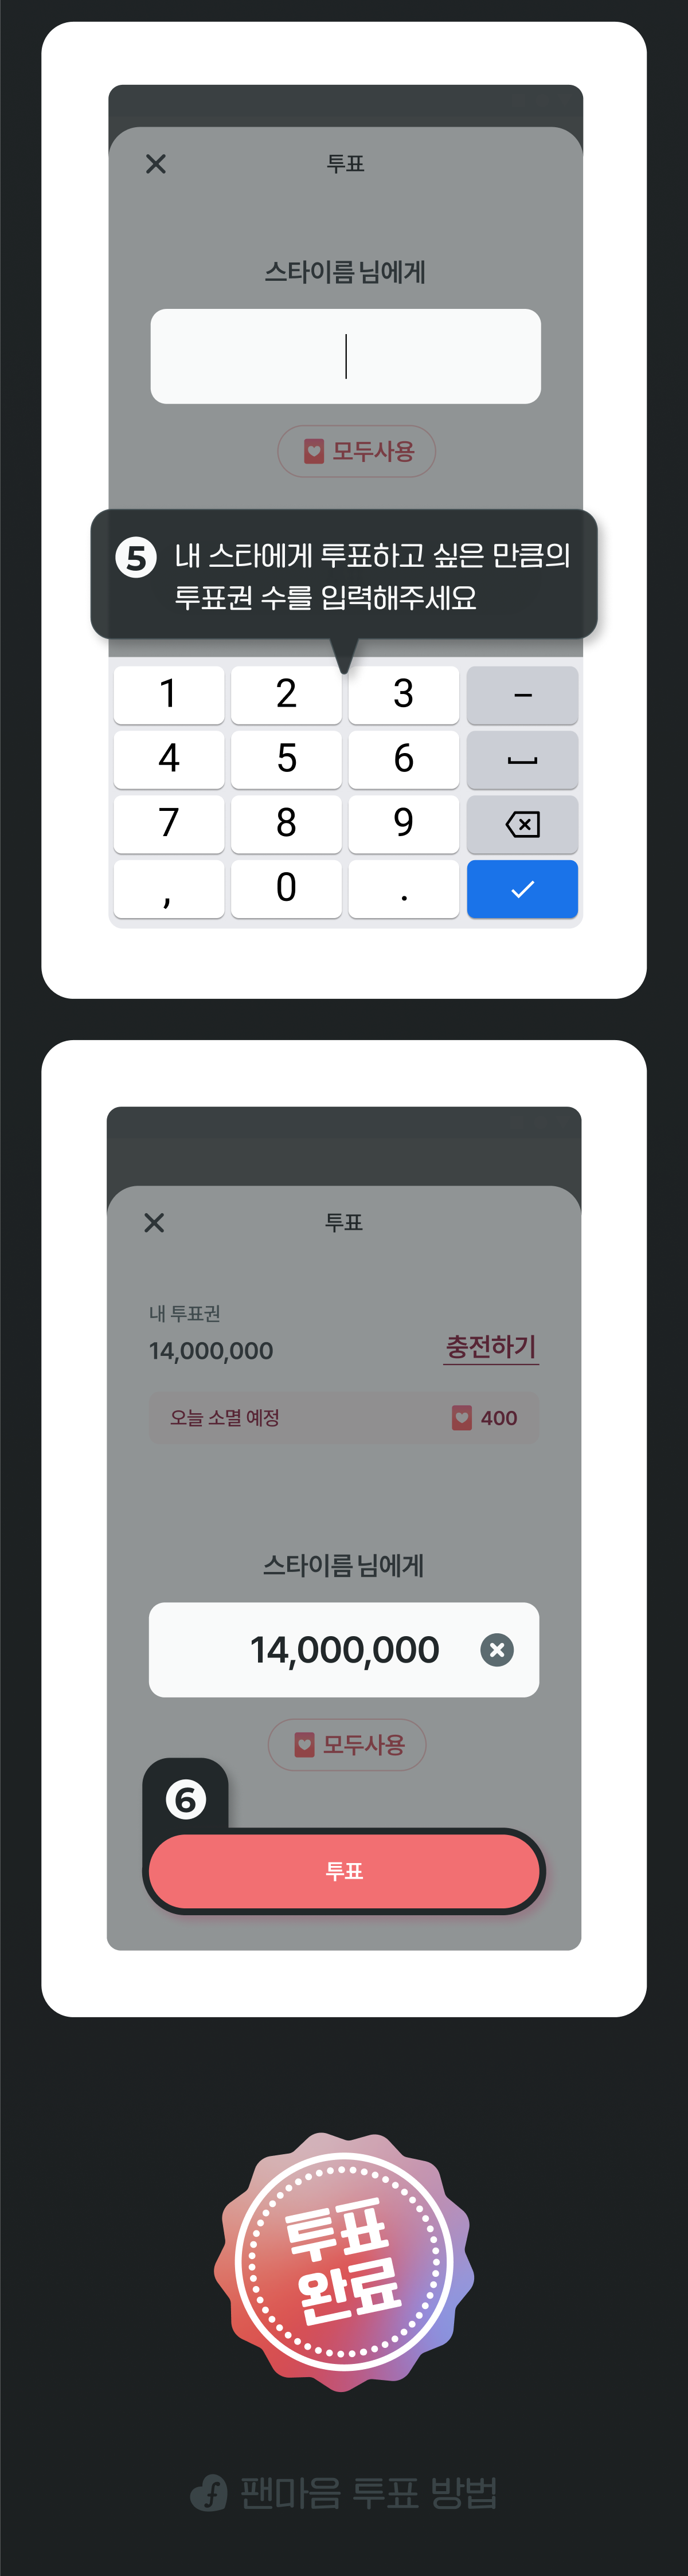 투표
스타이름 님에게
모두사용
5 내 스타에게 투표하고 싶은 만큼의
투표권 수를 입력해주세요
1 2 3 –
4 5 6
7 8 9
, 0 .
투표
내 투표권
14,000,000 충전하기
오늘 소멸 예정 400
스타이름 님에게
14,000,000
모두사용
6
투표
투표
완료
팬마음 투표 방법